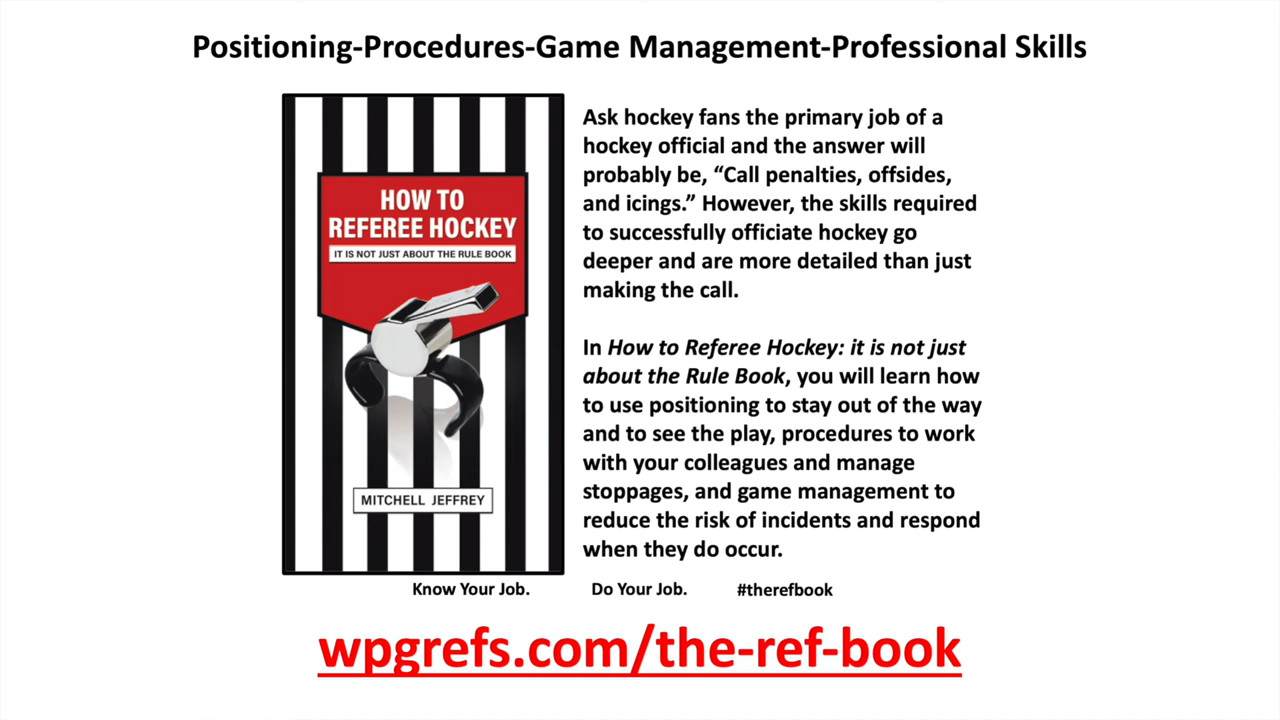 Positioning-Procedures-Game Management-Professional Skills
HOW TO
REFEREE HOCKEY
IT IS NOT JUST ABOUT THE RULE BOOK
MITCHELL JEFFREY
Ask hockey fans the primary job of a
hockey official and the answer will
probably be, “Call penalties, offsides,
and icings.” However, the skills required
to successfully officiate hockey go
deeper and are more detailed than just
making the call.
In How to Referee Hockey: it is not just
about the Rule Book, you will learn how
to use positioning to stay out of the way
and to see the play, procedures to work
with your colleagues and manage
stoppages, and game management to
reduce the risk of incidents and respond
when they do occur.
Know Your Job. Do Your Job. #therefbook
wpgrefs.com/the-ref-book